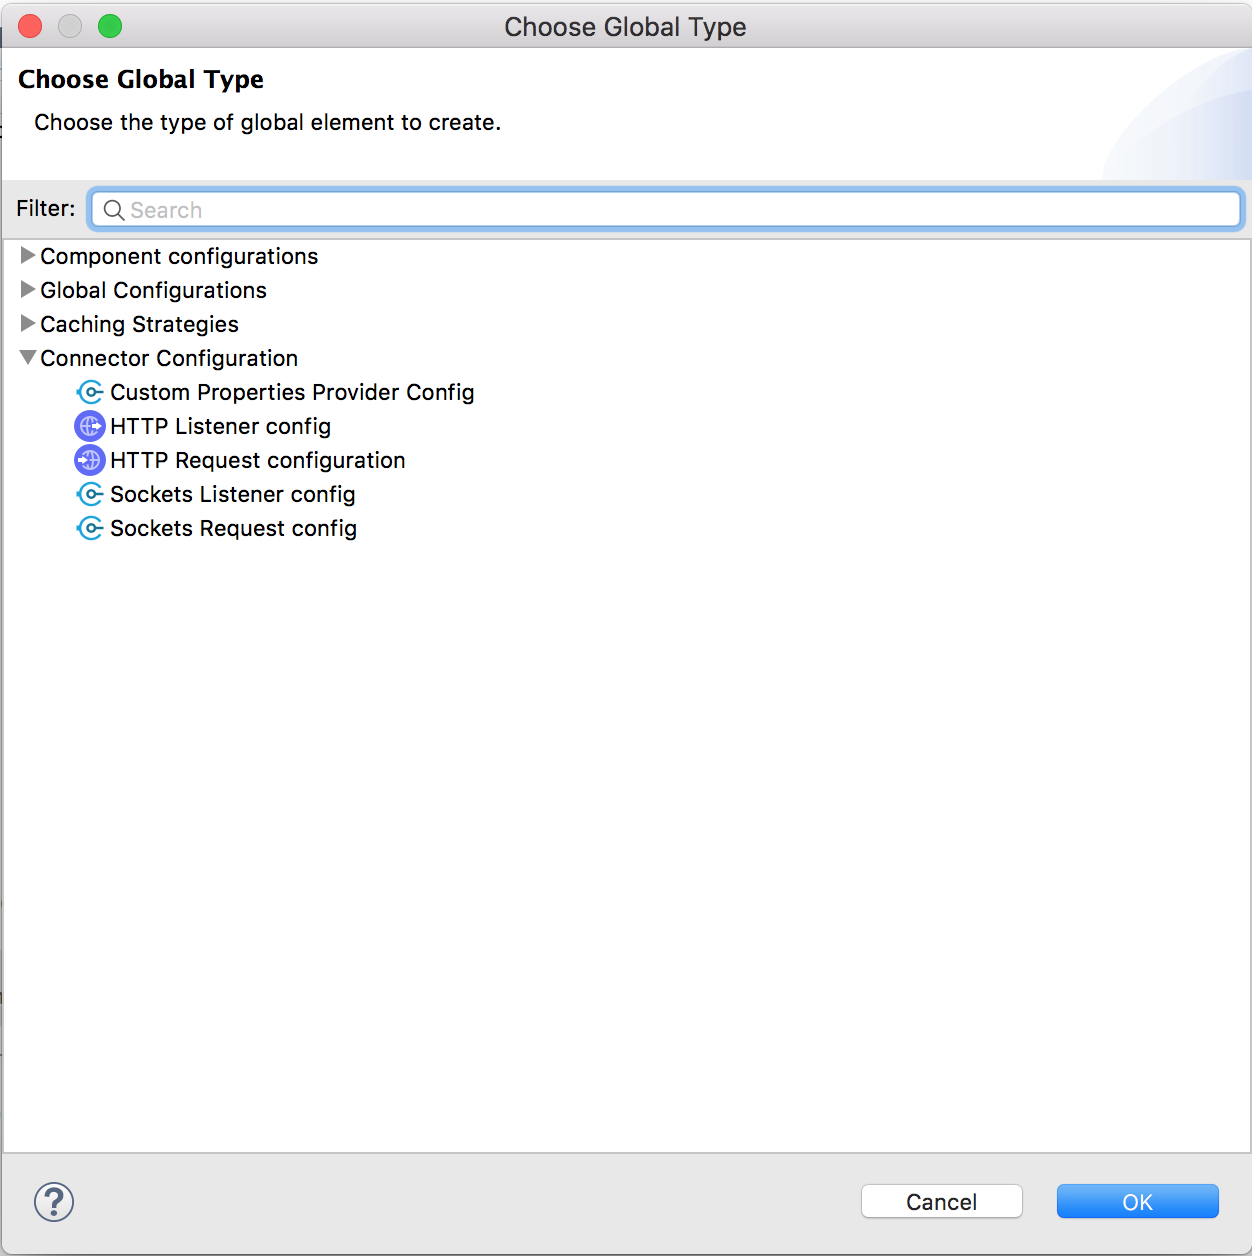 Choose Global Type
Choose Global Type
Choose the type of global element to create.
Filter: Search
Component configurations
Global Configurations
Caching Strategies
Connector Configuration
Custom Properties Provider Config
HTTP Listener config
HTTP Request configuration
Sockets Listener config
Sockets Request config
? Cancel OK